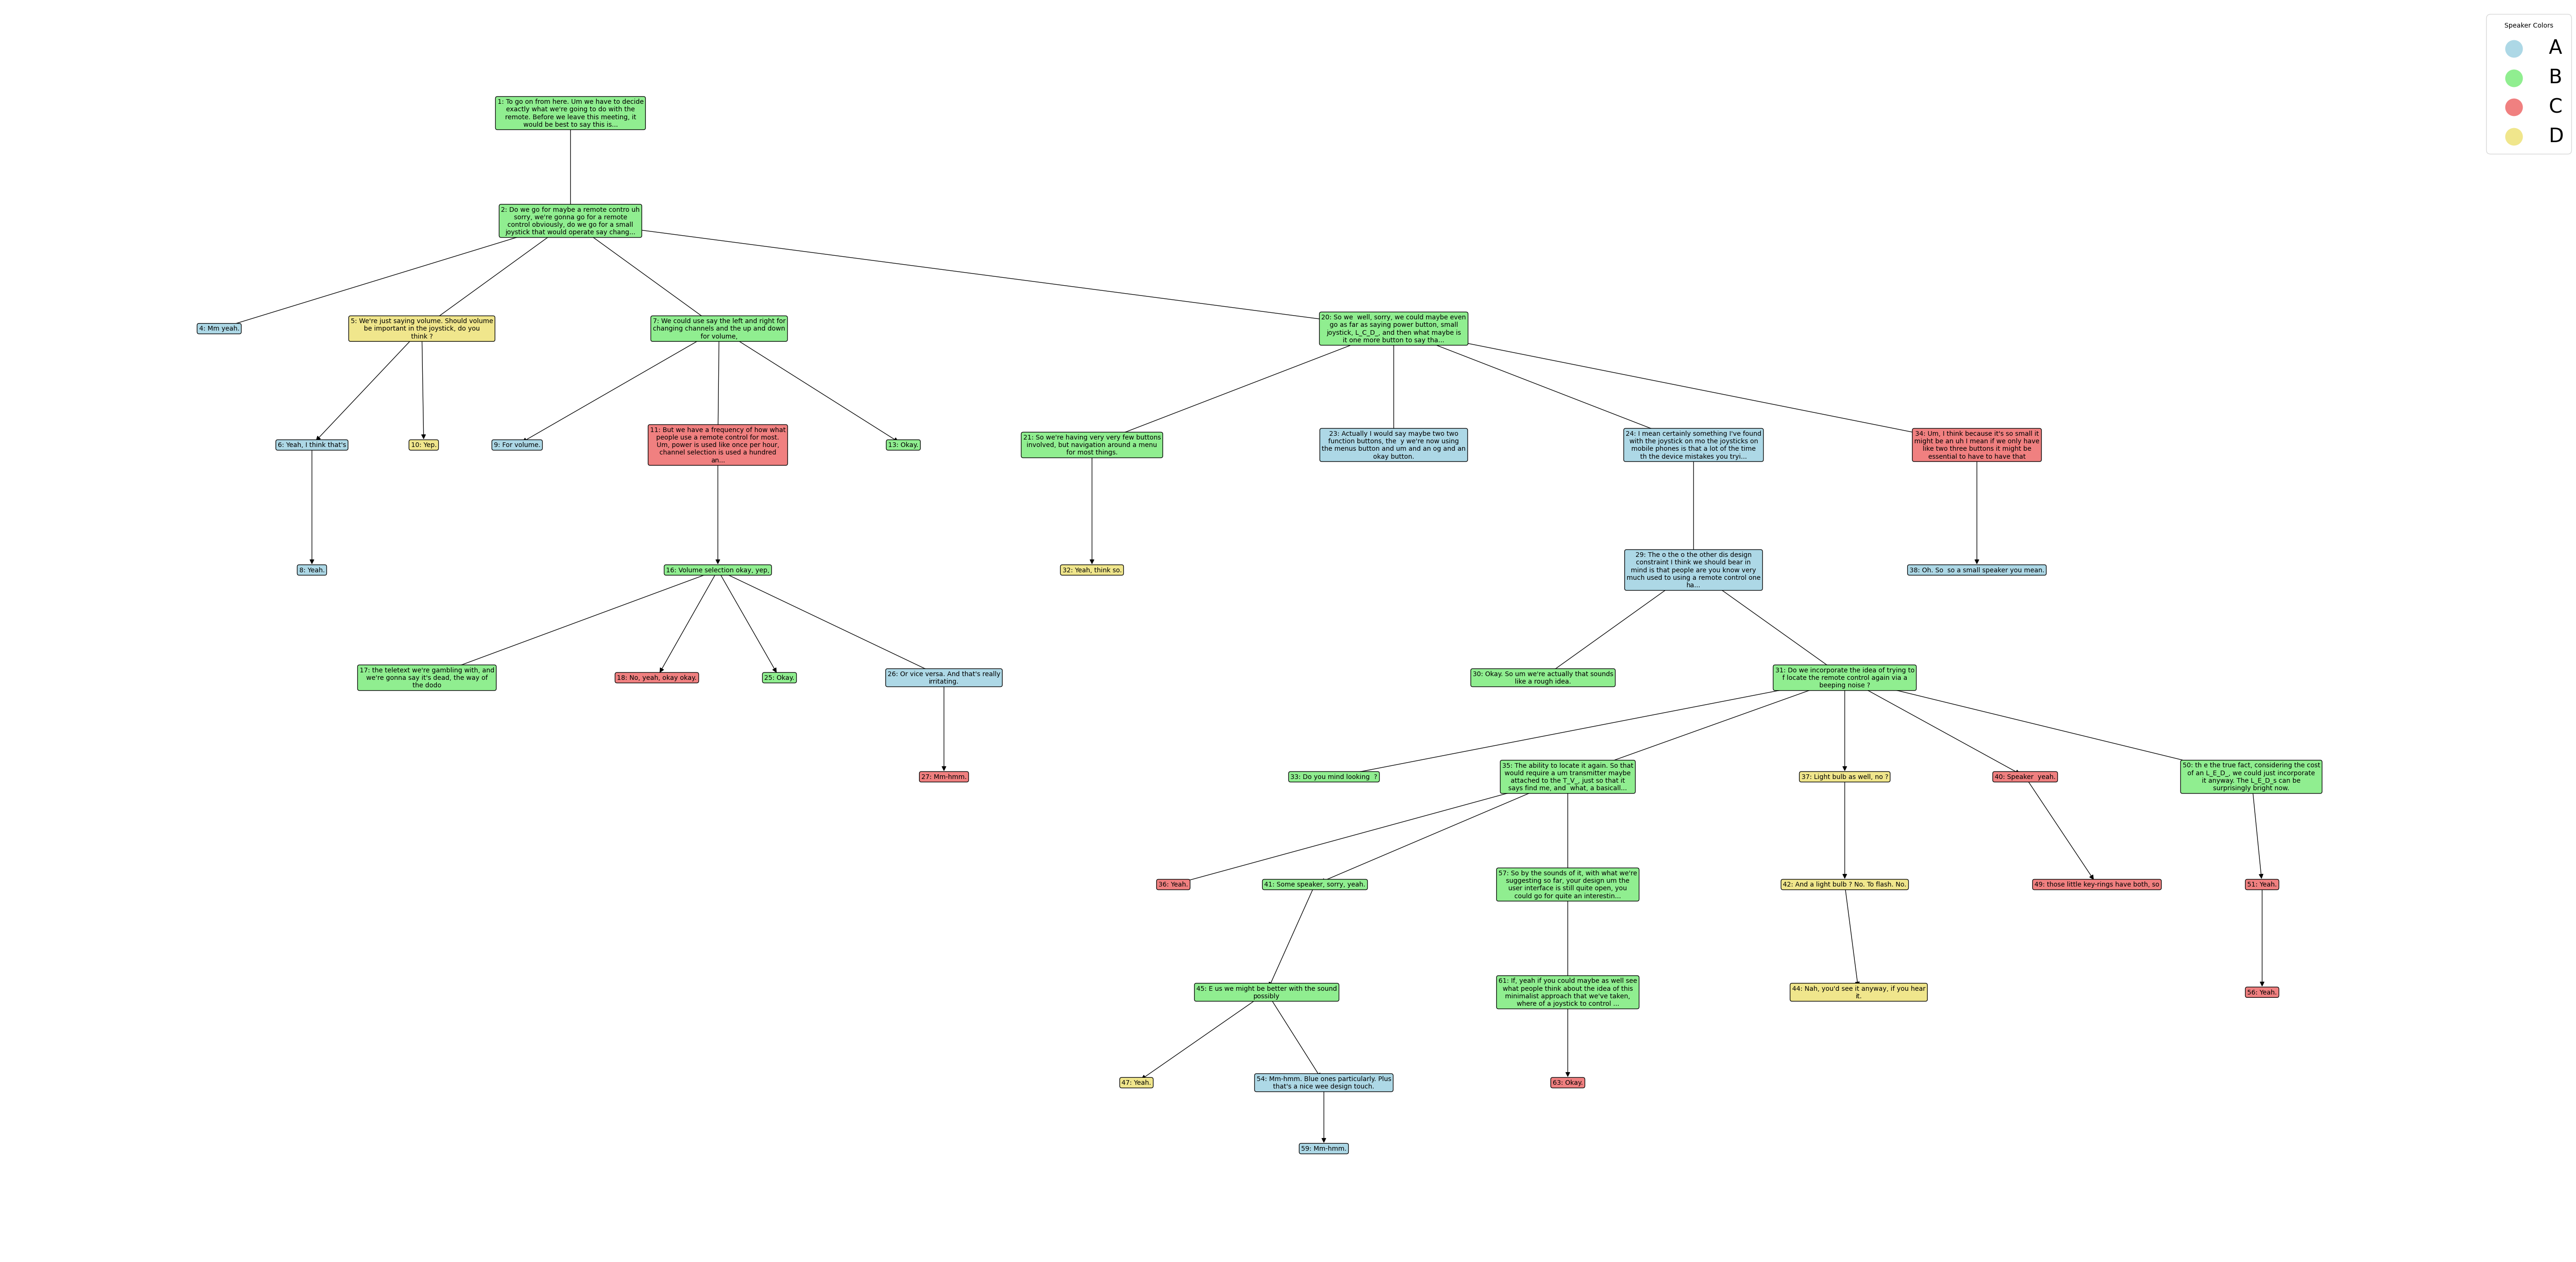 Speaker Colors
A
B
C
D
1: To go on from here. Um we have to decide
exactly what we're going to do with the
remote. Before we leave this meeting, it
would be best to say this is...
2: Do we go for maybe a remote contro uh
sorry, we're gonna go for a remote
control obviously, do we go for a small
joystick that would operate say chang...
4: Mm yeah.
5: We're just saying volume. Should volume
be important in the joystick, do you
think ?
7: We could use say the left and right for
changing channels and the up and down
for volume,
20: So we  well, sorry, we could maybe even
go as far as saying power button, small
joystick, L_C_D_, and then what maybe is
it one more button to say tha...
6: Yeah, I think that's
10: Yep.
9: For volume.
11: But we have a frequency of how what
people use a remote control for most.
Um, power is used like once per hour,
channel selection is used a hundred
an...
13: Okay.
21: So we're having very very few buttons
involved, but navigation around a menu
for most things.
23: Actually I would say maybe two two
function buttons, the  y we're now using
the menus button and um and an og and an
okay button.
24: I mean certainly something I've found
with the joystick on mo the joysticks on
mobile phones is that a lot of the time
th the device mistakes you tryi...
34: Um, I think because it's so small it
might be an uh I mean if we only have
like two three buttons it might be
essential to have to have that
8: Yeah.
16: Volume selection okay, yep,
32: Yeah, think so.
29: The o the o the other dis design
constraint I think we should bear in
mind is that people are you know very
much used to using a remote control one
ha...
38: Oh. So  so a small speaker you mean.
17: the teletext we're gambling with, and
we're gonna say it's dead, the way of
the dodo
18: No, yeah, okay okay.
25: Okay.
26: Or vice versa. And that's really
irritating.
30: Okay. So um we're actually that sounds
like a rough idea.
31: Do we incorporate the idea of trying to
f locate the remote control again via a
beeping noise ?
27: Mm-hmm.
33: Do you mind looking  ?
35: The ability to locate it again. So that
would require a um transmitter maybe
attached to the T_V_, just so that it
says find me, and  what, a basicall...
37: Light bulb as well, no ?
40: Speaker  yeah.
50: th e the true fact, considering the cost
of an L_E_D_, we could just incorporate
it anyway. The L_E_D_s can be
surprisingly bright now.
36: Yeah.
41: Some speaker, sorry, yeah.
57: So by the sounds of it, with what we're
suggesting so far, your design um the
user interface is still quite open, you
could go for quite an interestin...
42: And a light bulb ? No. To flash. No.
49: those little key-rings have both, so
51: Yeah.
45: E us we might be better with the sound
possibly
61: If, yeah if you could maybe as well see
what people think about the idea of this
minimalist approach that we've taken,
where of a joystick to control ...
44: Nah, you'd see it anyway, if you hear
it.
56: Yeah.
47: Yeah.
54: Mm-hmm. Blue ones particularly. Plus
that's a nice wee design touch.
63: Okay.
59: Mm-hmm.